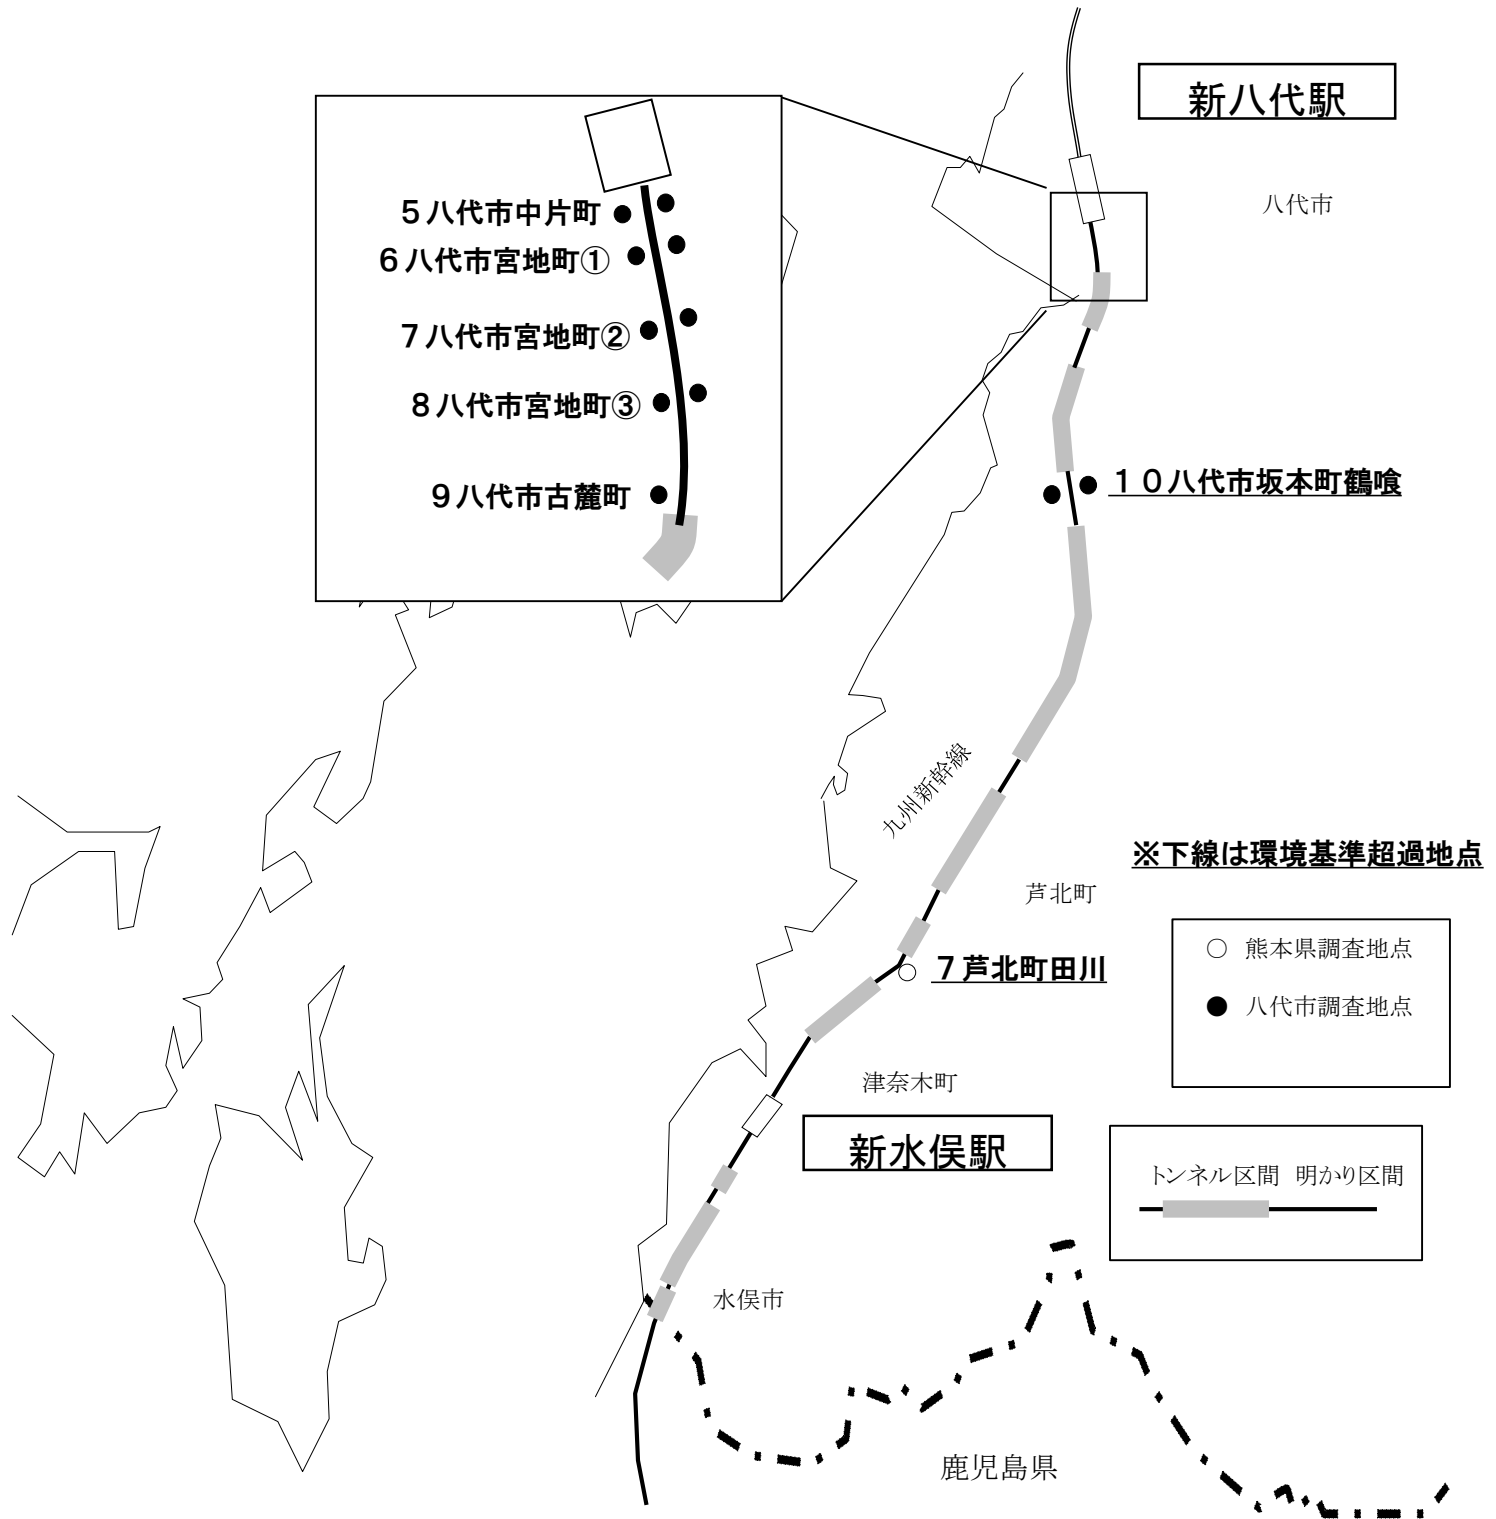 新八代駅
八代市
５八代市中片町
６八代市宮地町①
７八代市宮地町②
８八代市宮地町③
９八代市古麓町
１０八代市坂本町鶴喰
九州新幹線
※下線は環境基準超過地点
芦北町
○ 熊本県調査地点
● 八代市調査地点
７芦北町田川
津奈木町
新水俣駅
トンネル区間 明かり区間
水俣市
鹿児島県